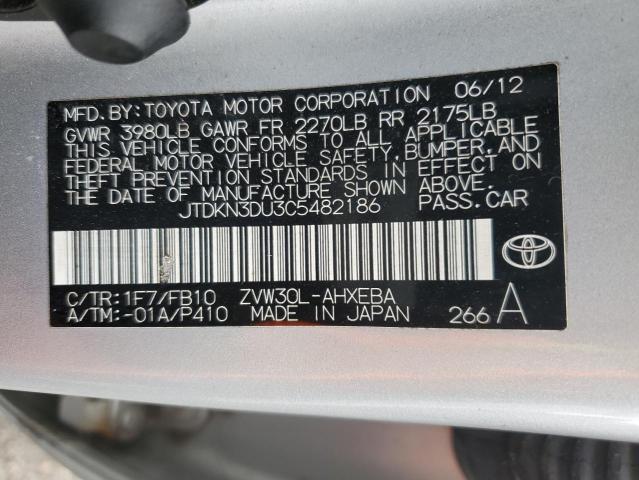 MFD. BY: TOYOTA MOTOR CORPORATION 06/12
GVWR 3980LB GAWR FR 2270LB RR 2175LB
THIS VEHICLE CONFORMS TO ALL APPLICABLE
FEDERAL MOTOR VEHICLE SAFETY, BUMPER, AND
THEFT PREVENTION STANDARDS IN EFFECT ON
THE DATE OF MANUFACTURE SHOWN ABOVE.
JTDKN3DU3C5482186 PASS. CAR
C/TR: 1F7/FB10 ZVW30L-AHXEBA
A/TM: -01A/P410 MADE IN JAPAN 266 A